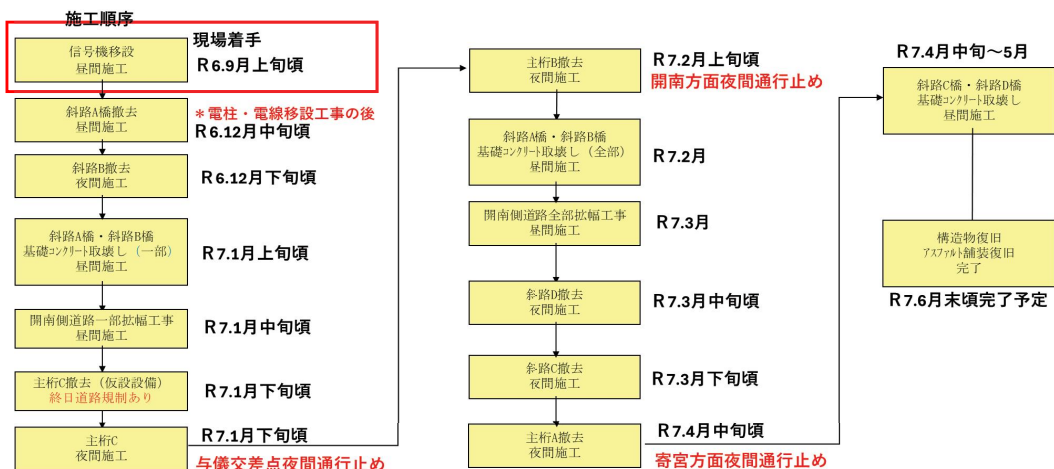 施工順序
信号機移設
昼間施工
現場着手
R6.9月上旬頃
斜路A橋撤去
昼間施工
＊電柱・電線移設工事の後
R6.12月中旬頃
斜路B撤去
夜間施工
R6.12月下旬頃
斜路A橋・斜路B橋
基礎ｺﾝｸﾘｰﾄ取壊し（一部）
昼間施工
R7.1月上旬頃
開南側道路一部拡幅工事
昼間施工
R7.1月中旬頃
主桁C撤去（仮設設備）
終日道路規制あり
R7.1月下旬頃
主桁C
夜間施工
R7.1月下旬頃
与儀交差点夜間通行止め
主桁B撤去
夜間施工
R7.2月上旬頃
開南方面夜間通行止め
斜路A橋・斜路B橋
基礎ｺﾝｸﾘｰﾄ取壊し（全部）
昼間施工
R7.2月
開南側道路全部拡幅工事
昼間施工
R7.3月
斜路D撤去
夜間施工
R7.3月中旬頃
斜路C撤去
夜間施工
R7.3月下旬頃
主桁A撤去
夜間施工
R7.4月中旬頃
寄宮方面夜間通行止め
R7.4月中旬～5月
斜路C橋・斜路D橋
基礎ｺﾝｸﾘｰﾄ取壊し
昼間施工
構造物復旧
ｱｽﾌｧﾙﾄ舗装復旧
完了
R7.6月末頃完了予定